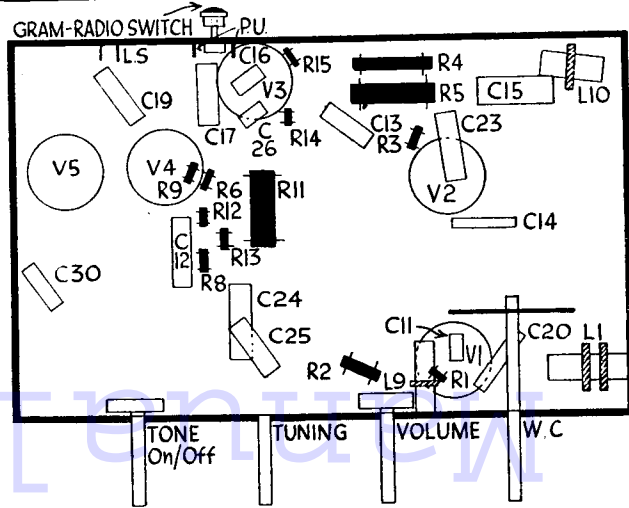 GRAM-RADIO SWITCH
P.U.
LS
C16
R15
R4
C19
V3
R5
C15
L10
C17
C 26
R14
C13
C23
R3
V5
V4
V2
R9
R6
R11
R12
C14
C 12
R13
R8
C30
C24
C25
C11
V1
C20
L1
R2
L9
R1
TONE On/Off
TUNING
VOLUME
W.C